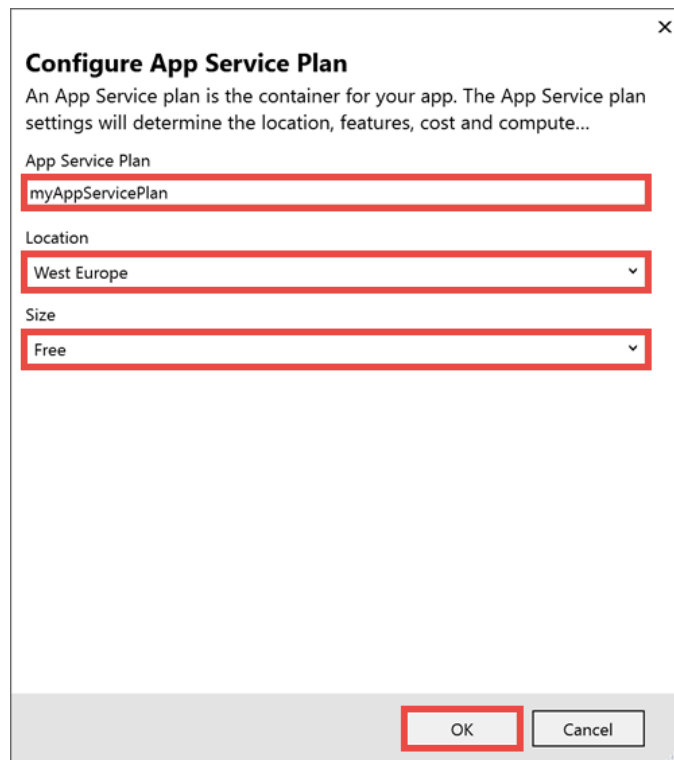 Configure App Service Plan
An App Service plan is the container for your app. The App Service plan
settings will determine the location, features, cost and compute...
App Service Plan
myAppServicePlan
Location
West Europe
Size
Free
OK
Cancel